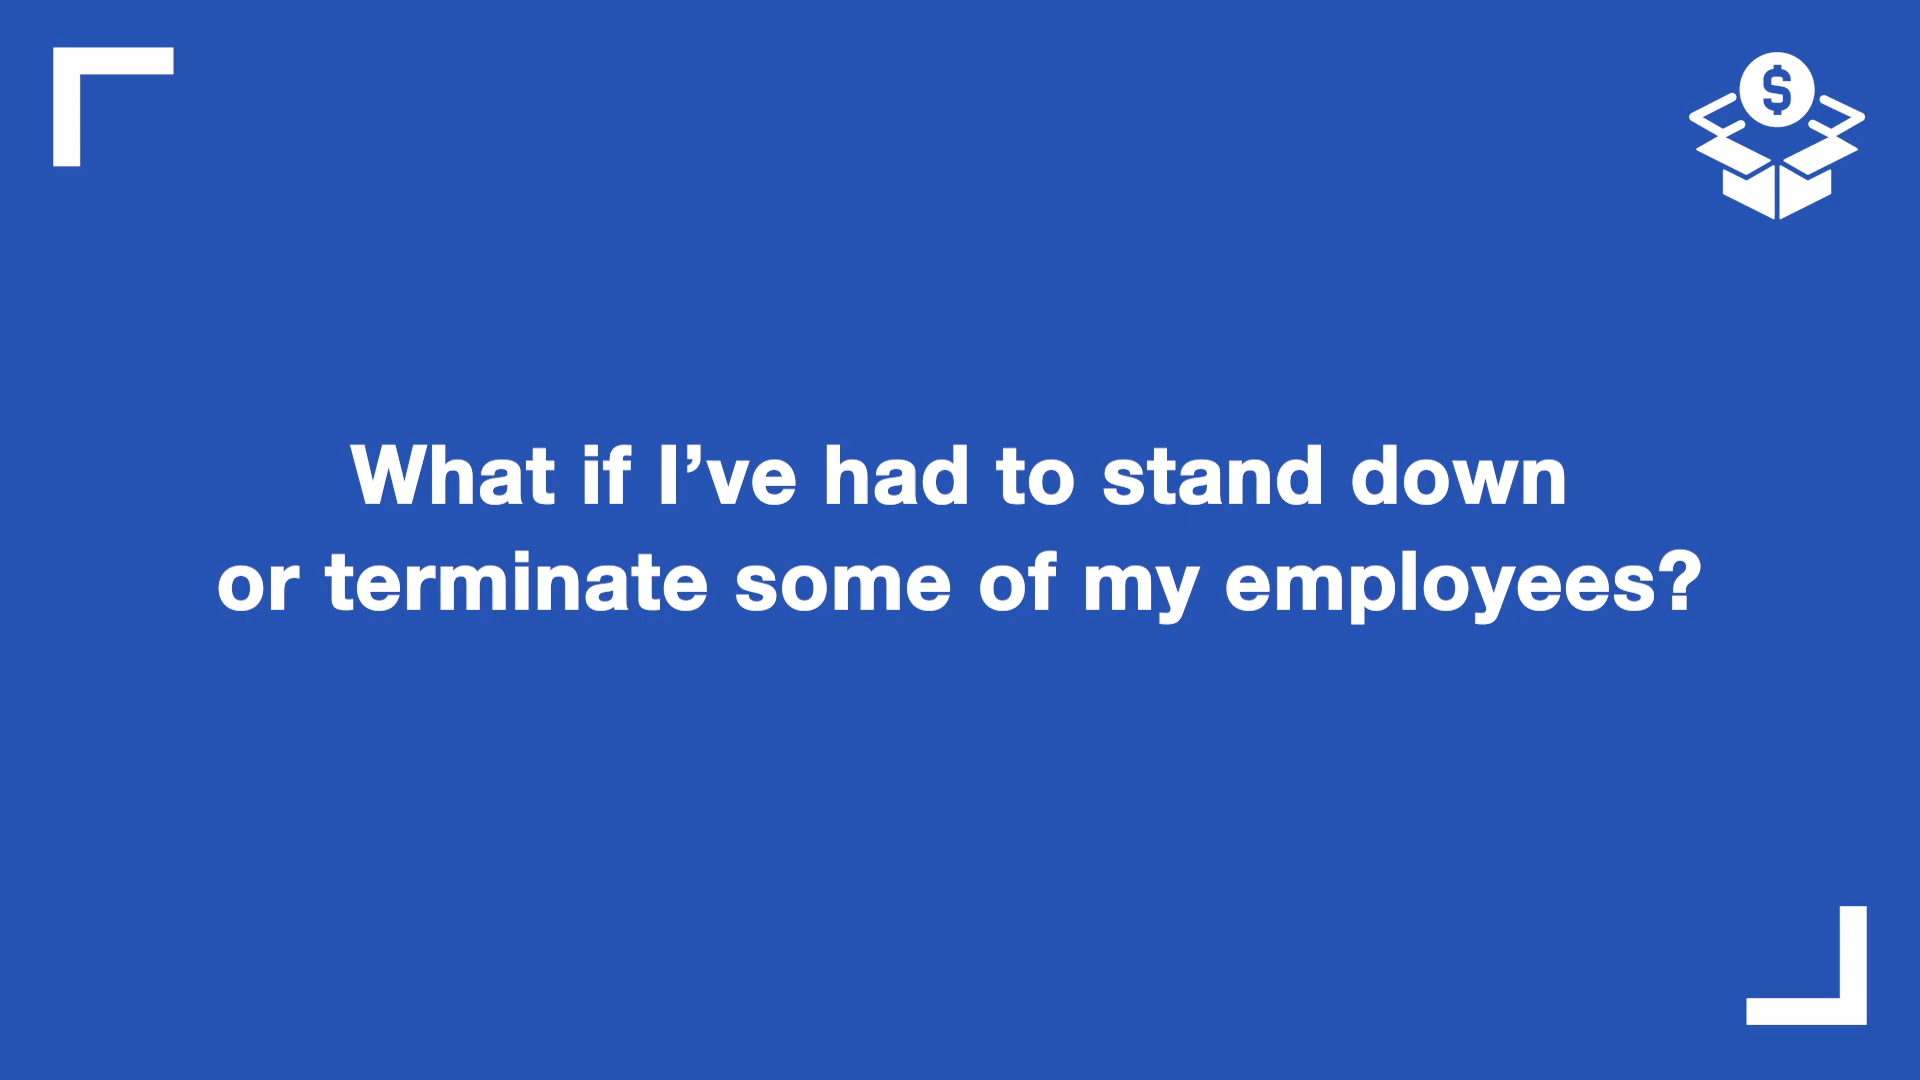 $
What if I’ve had to stand down
or terminate some of my employees?